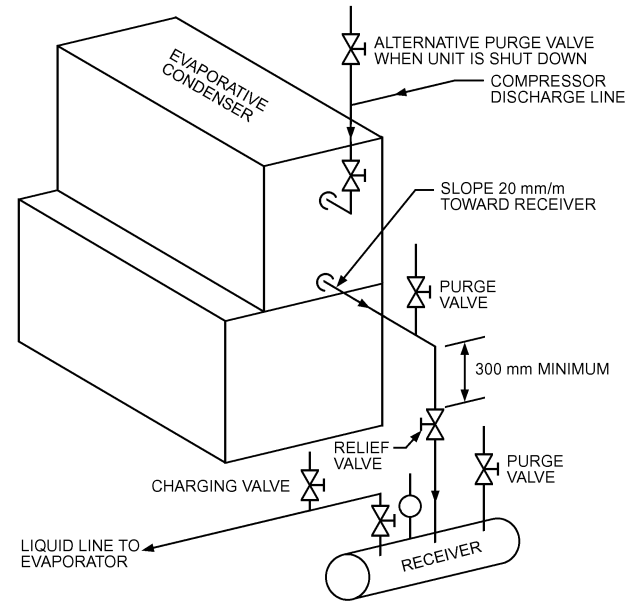 ALTERNATIVE PURGE VALVE
WHEN UNIT IS SHUT DOWN
EVAPORATIVE
CONDENSER
COMPRESSOR
DISCHARGE LINE
SLOPE 20 mm/m
TOWARD RECEIVER
PURGE
VALVE
300 mm MINIMUM
RELIEF
VALVE
PURGE
VALVE
CHARGING VALVE
LIQUID LINE TO
EVAPORATOR
RECEIVER